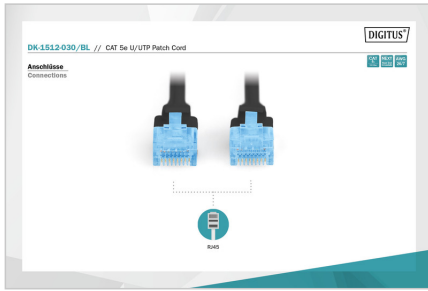 DIGITUS®
DK-1512-030/BL // CAT 5e U/UTP Patch Cord
Anschlüsse
Connections
RJ45